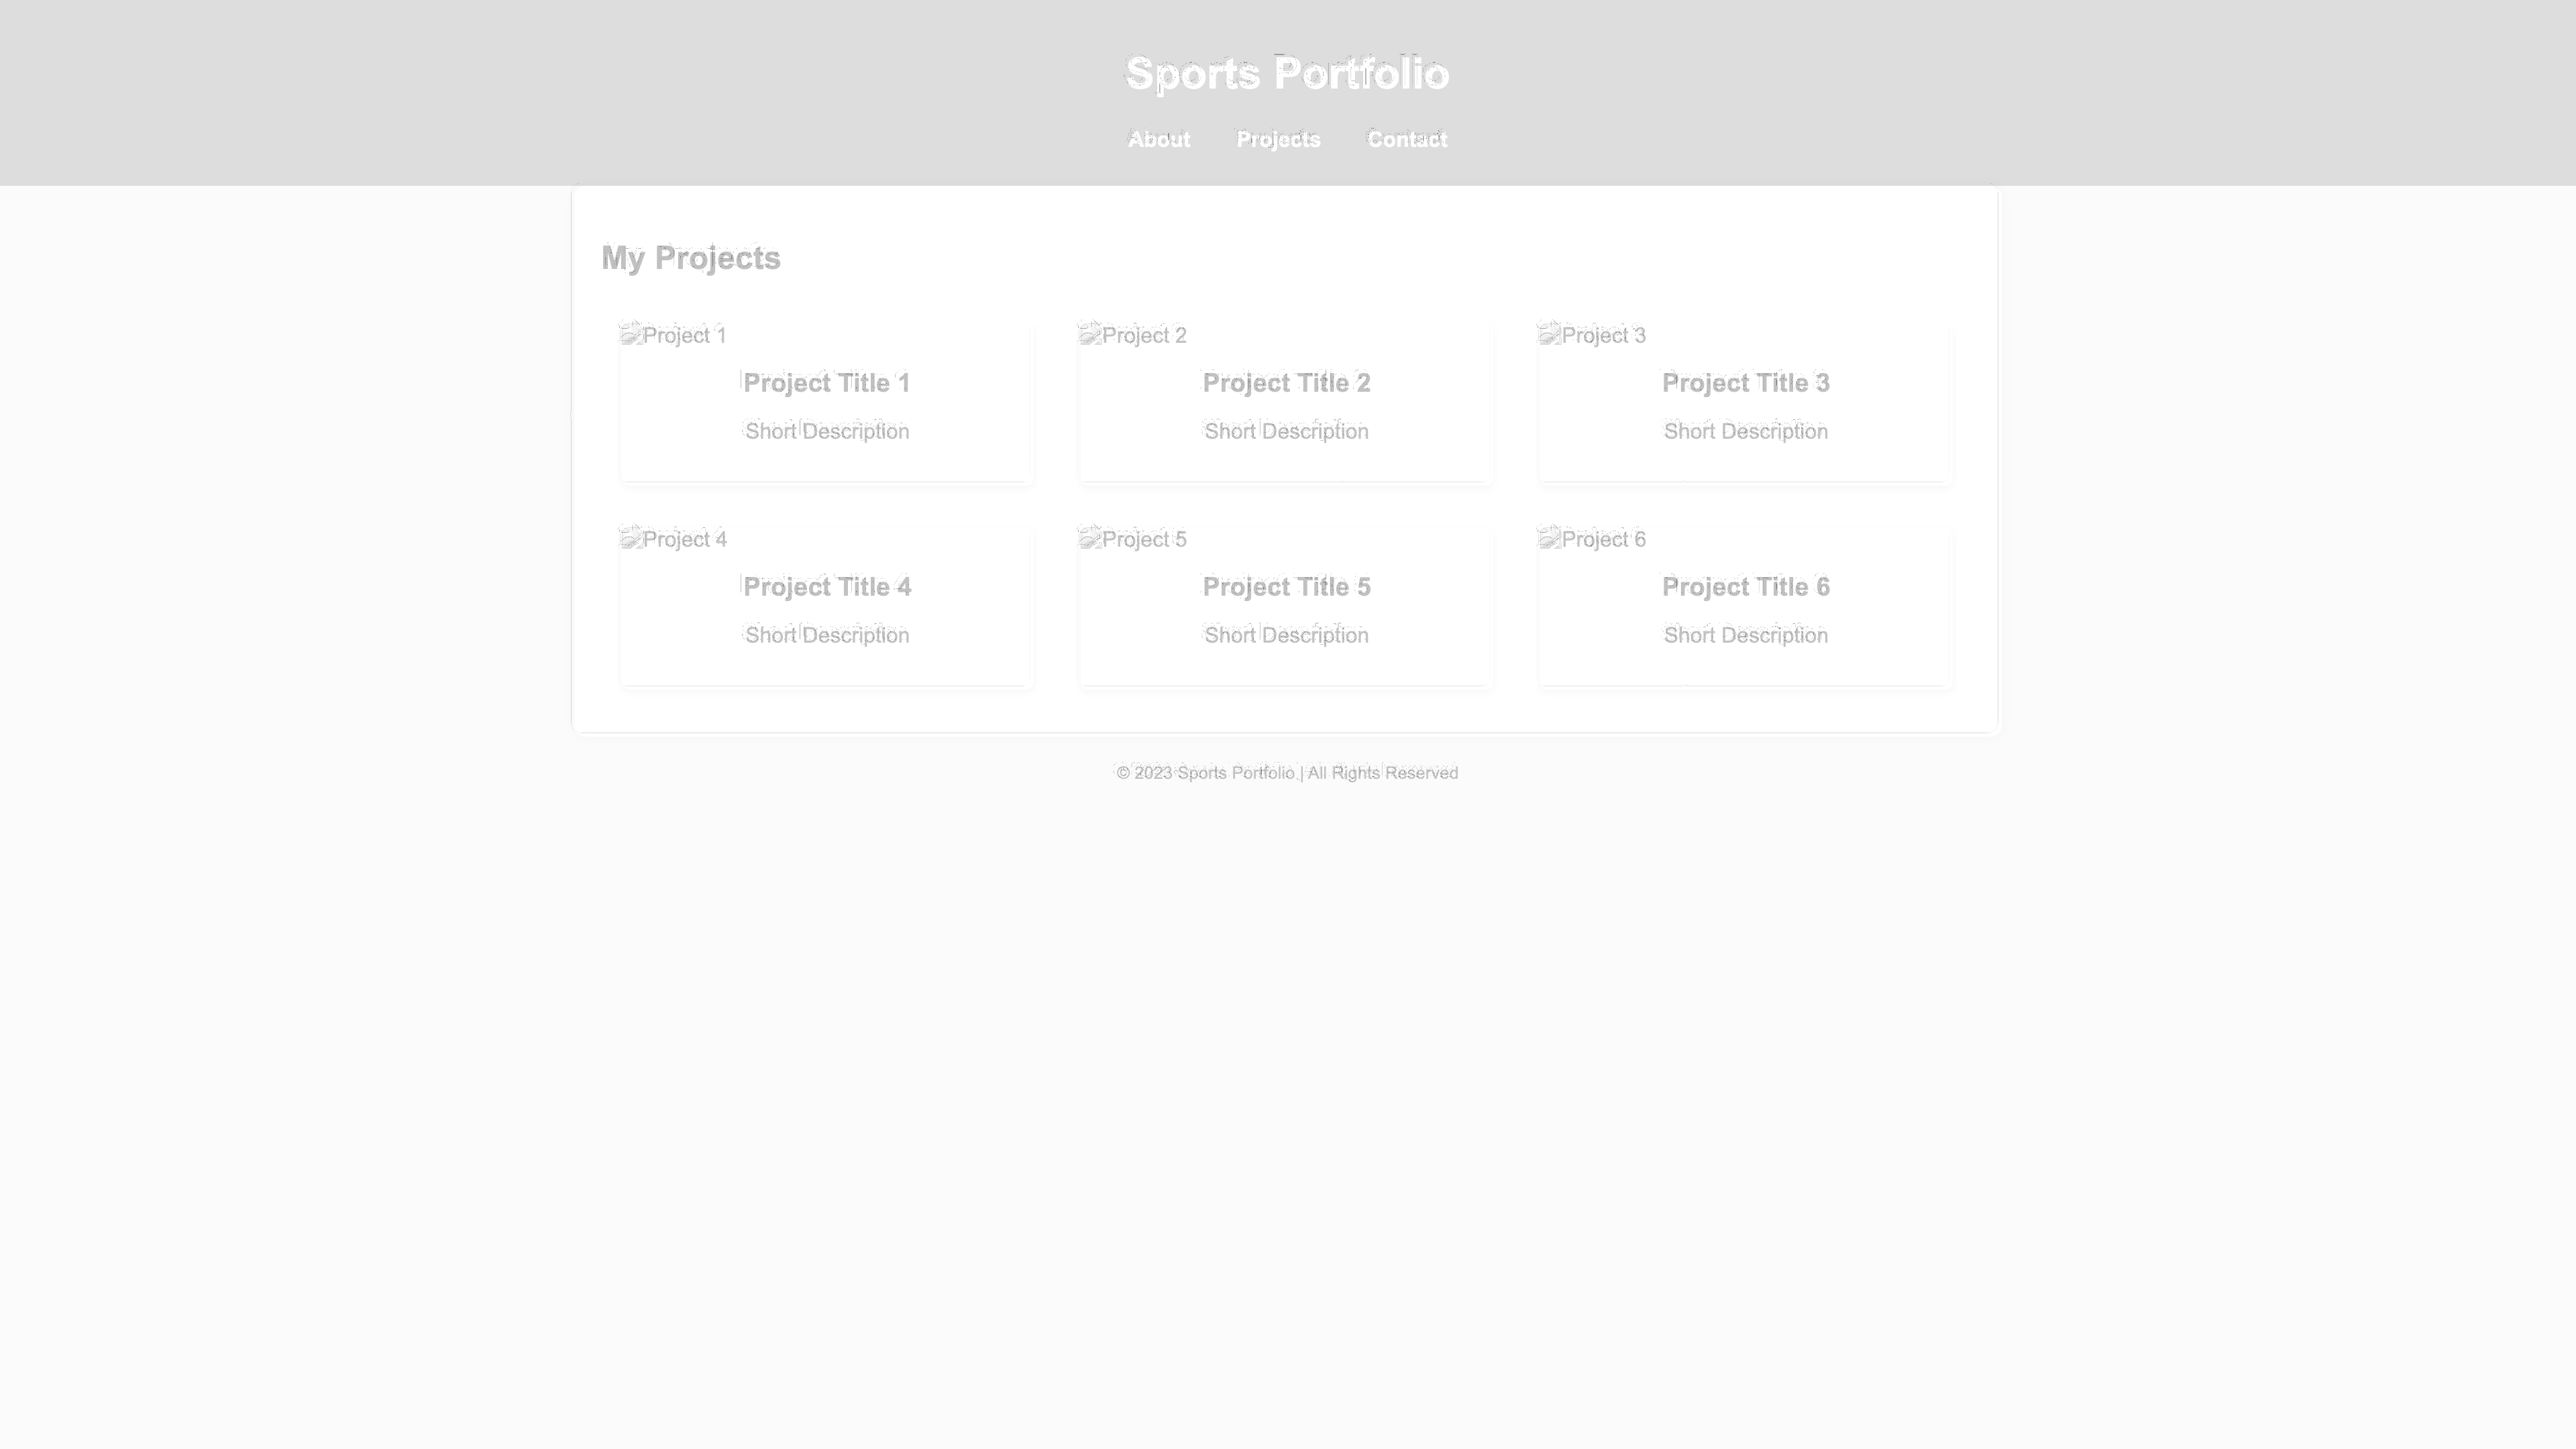 Sports Portfolio
About Projects Contact
My Projects
Project 1 Project 2 Project 3
Project Title 1 Project Title 2 Project Title 3
Short Description Short Description Short Description
Project 4 Project 5 Project 6
Project Title 4 Project Title 5 Project Title 6
Short Description Short Description Short Description
© 2023 Sports Portfolio | All Rights Reserved